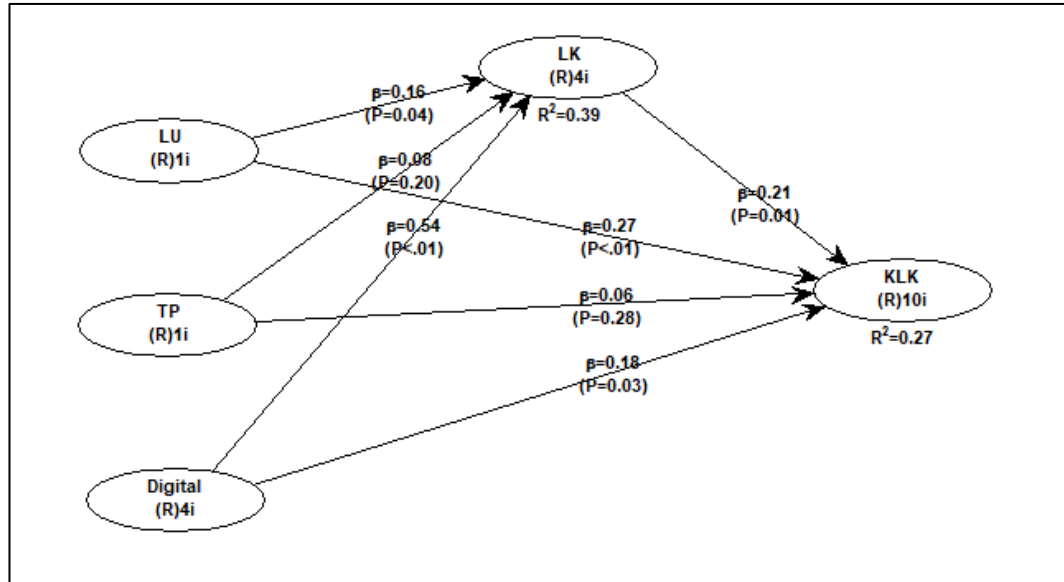 LK
(R)4i
R²=0.39
β=0.16
(P=0.04)
LU
(R)1i
β=0.08
(P=0.20)
β=0.21
(P=0.01)
β=0.54
(P<.01)
β=0.27
(P<.01)
KLK
(R)10i
R²=0.27
TP
(R)1i
β=0.06
(P=0.28)
β=0.18
(P=0.03)
Digital
(R)4i